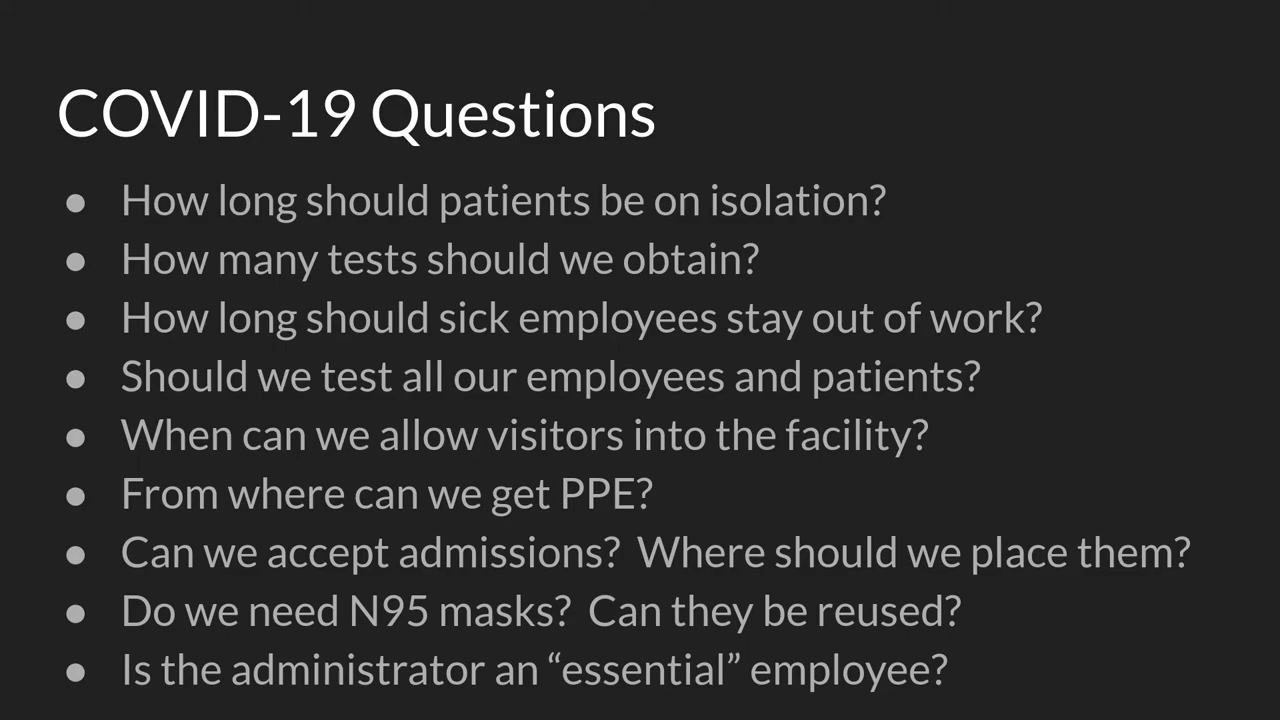 COVID-19 Questions
● How long should patients be on isolation?
● How many tests should we obtain?
● How long should sick employees stay out of work?
● Should we test all our employees and patients?
● When can we allow visitors into the facility?
● From where can we get PPE?
● Can we accept admissions?  Where should we place them?
● Do we need N95 masks?  Can they be reused?
● Is the administrator an “essential” employee?